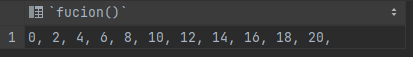 `fucion()`
1 0, 2, 4, 6, 8, 10, 12, 14, 16, 18, 20,